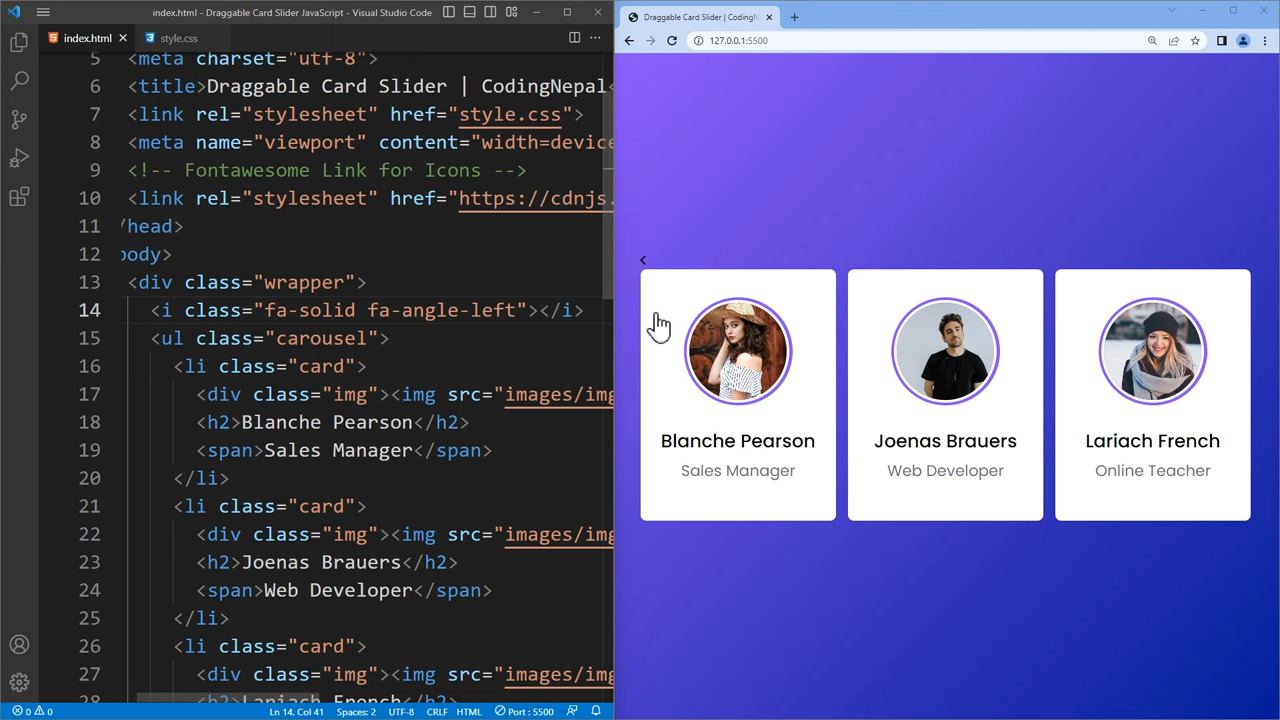 index.html - Draggable Card Slider JavaScript - Visual Studio Code
index.html
style.css
5 <meta charset="utf-8">
6 <title>Draggable Card Slider | CodingNepal<
7 <link rel="stylesheet" href="style.css">
8 <meta name="viewport" content="width=device
9 <!-- Fontawesome Link for Icons -->
10 <link rel="stylesheet" href="https://cdnjs.
11 /head>
12 body>
13 <div class="wrapper">
14 <i class="fa-solid fa-angle-left"></i>
15 <ul class="carousel">
16 <li class="card">
17 <div class="img"><img src="images/img
18 <h2>Blanche Pearson</h2>
19 <span>Sales Manager</span>
20 </li>
21 <li class="card">
22 <div class="img"><img src="images/img
23 <h2>Joenas Brauers</h2>
24 <span>Web Developer</span>
25 </li>
26 <li class="card">
27 <div class="img"><img src="images/img
28 <h2>Lariach French</h2>
0 0
Ln 14, Col 41
Spaces: 2
UTF-8
CRLF
HTML
Port : 5500
Draggable Card Slider | CodingN
127.0.0.1:5500
Blanche Pearson
Sales Manager
Joenas Brauers
Web Developer
Lariach French
Online Teacher